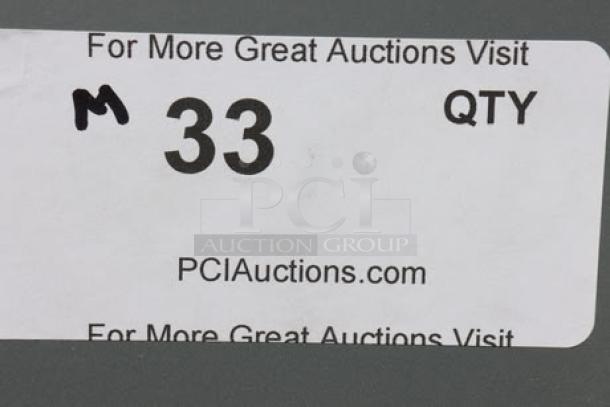 For More Great Auctions Visit
M 33 QTY
PCI
AUCTION GROUP
PCIAuctions.com
For More Great Auctions Visit